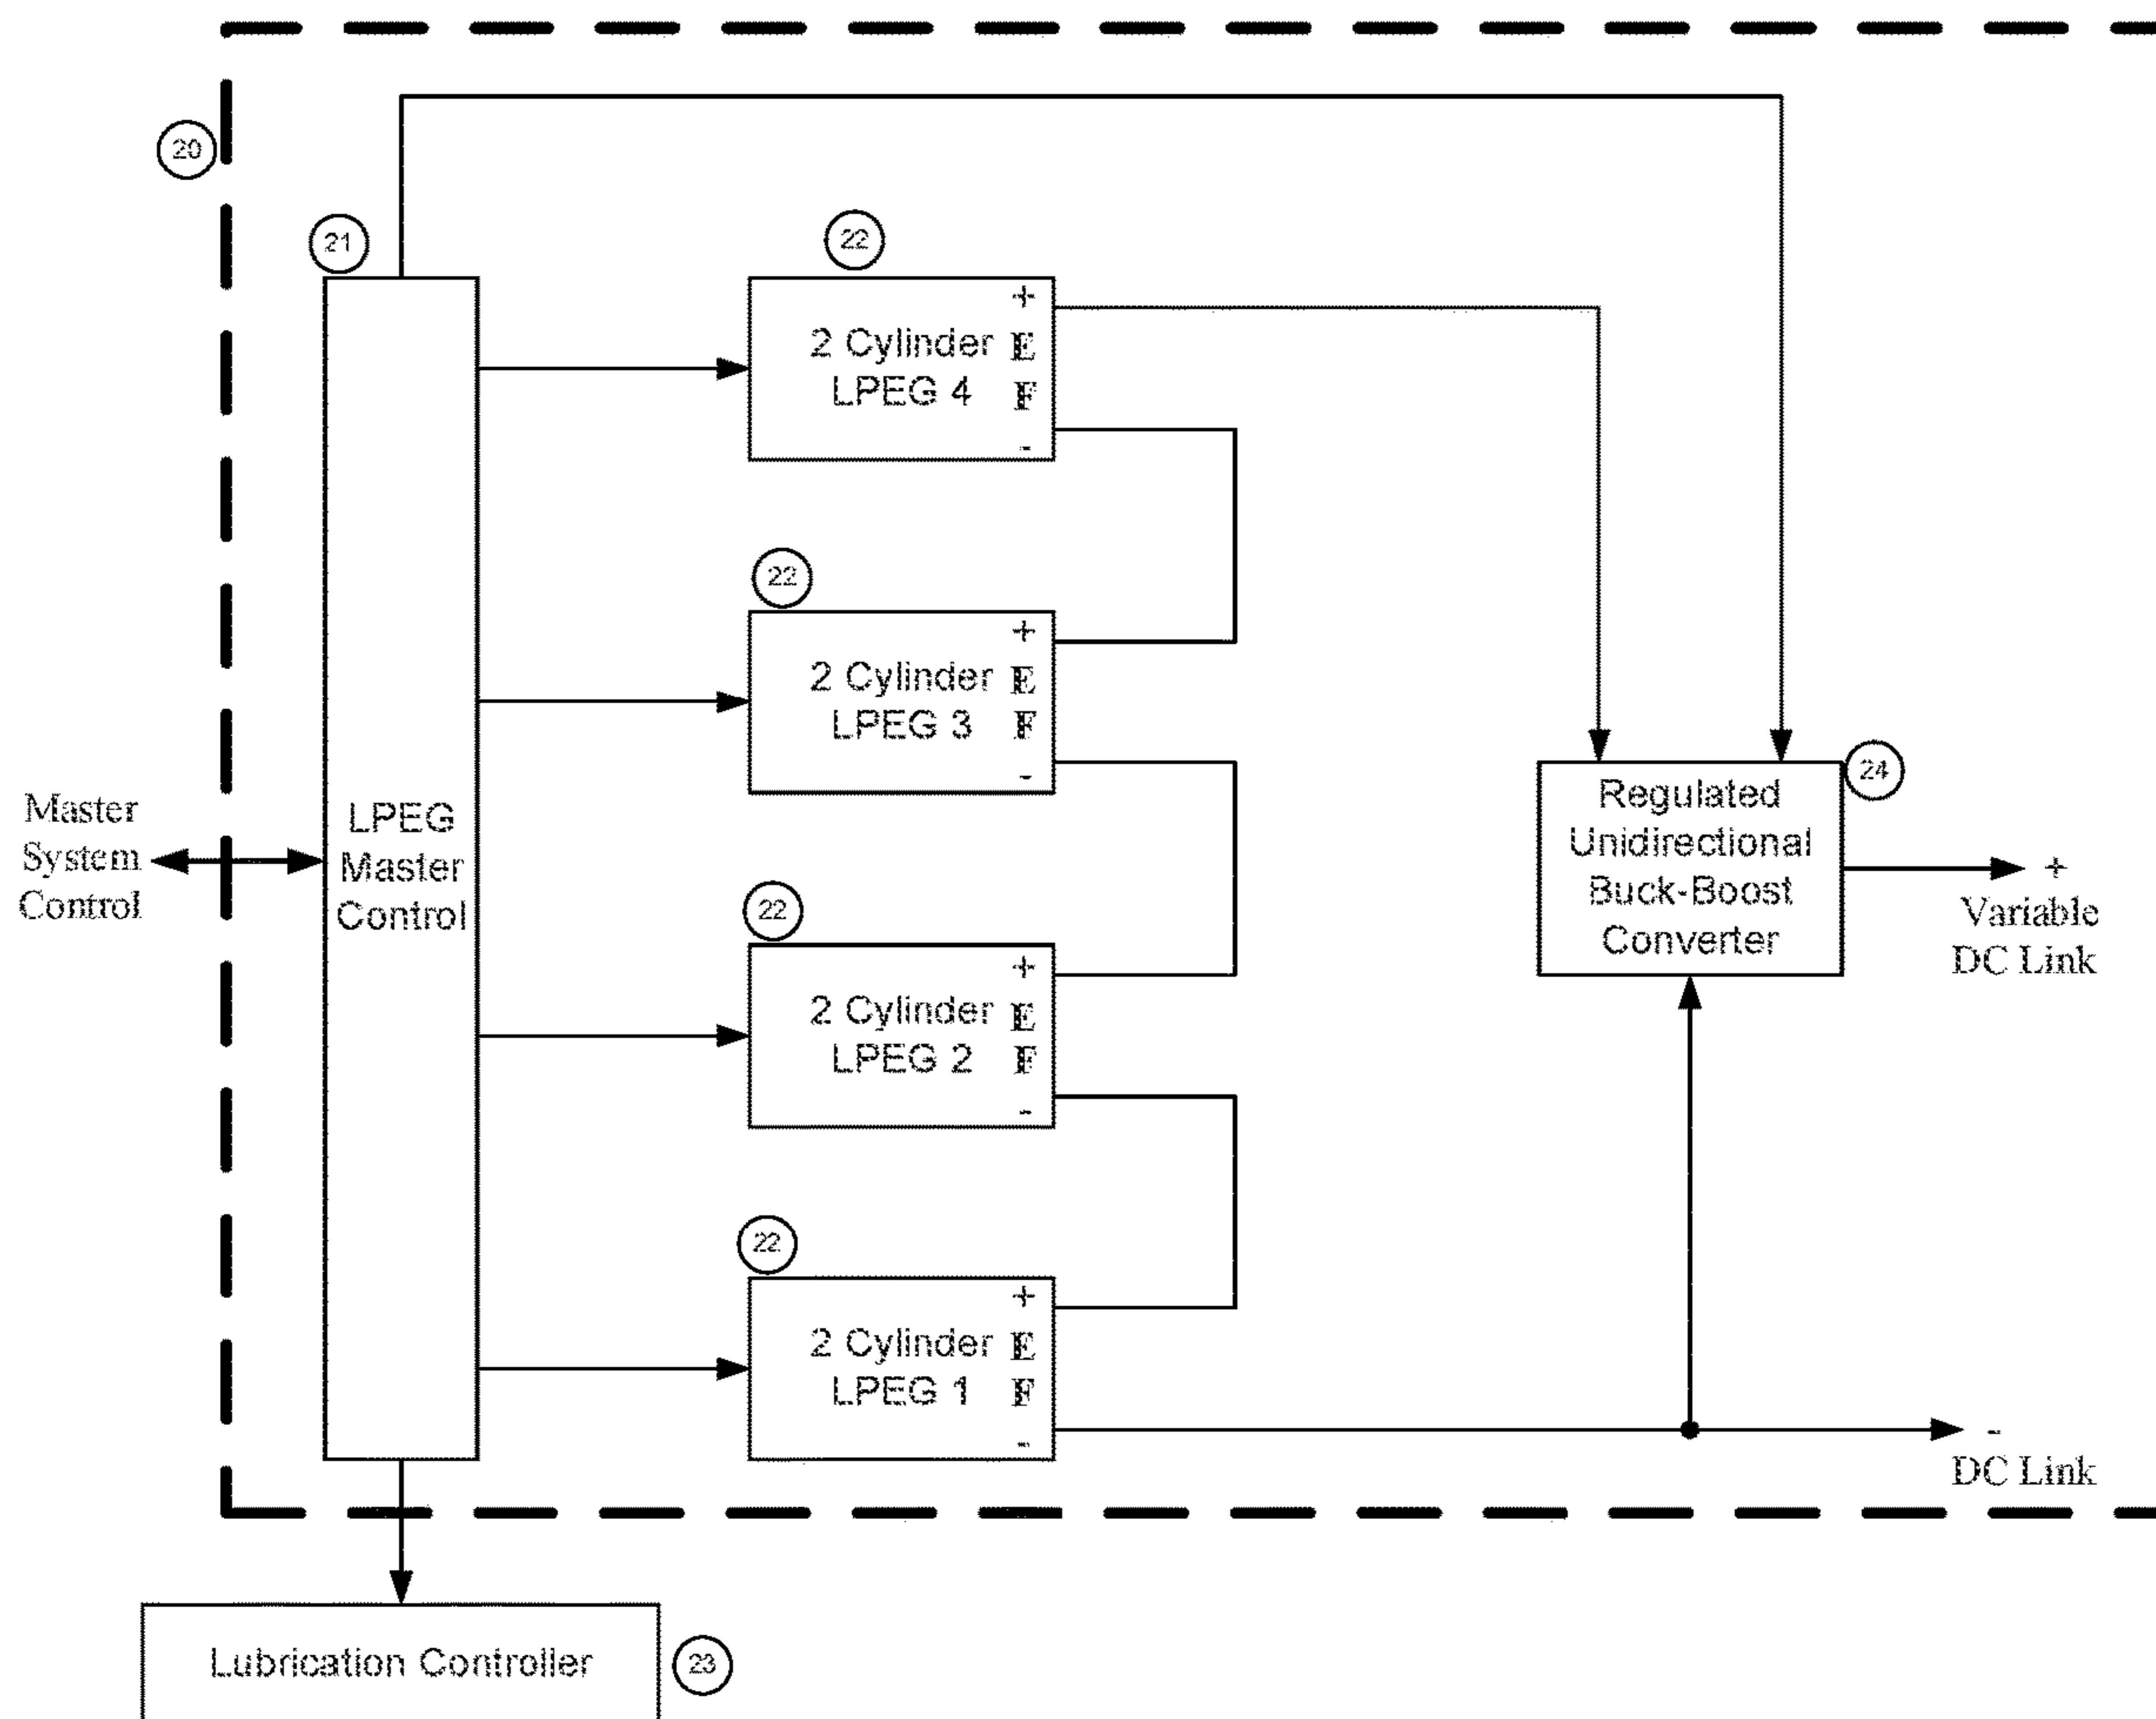 20
21
22
+
2 Cylinder E
LPEG 4 F
-
22
+
2 Cylinder E
LPEG 3 F
-
Master
System
Control
LPEG
Master
Control
24
Regulated
Unidirectional
Buck-Boost
Converter
+
Variable
DC Link
22
+
2 Cylinder E
LPEG 2 F
-
22
+
2 Cylinder E
LPEG 1 F
-
-
DC Link
Lubrication Controller
23